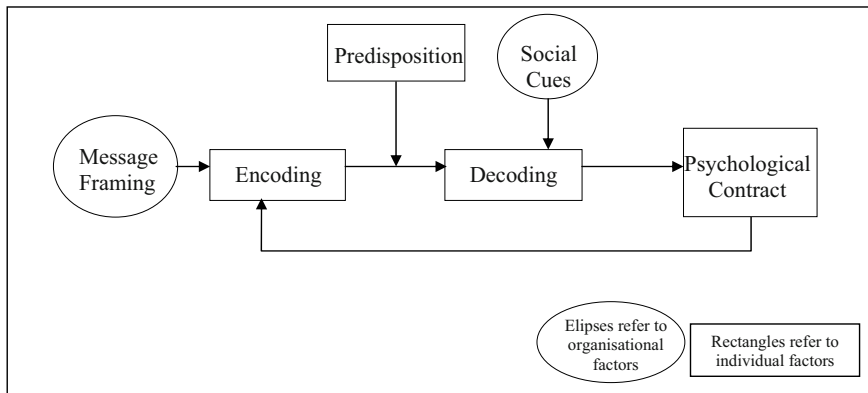 Predisposition
Social
Cues
Message
Framing
Encoding
Decoding
Psychological
Contract
Elipses refer to
organisational
factors
Rectangles refer to
individual factors